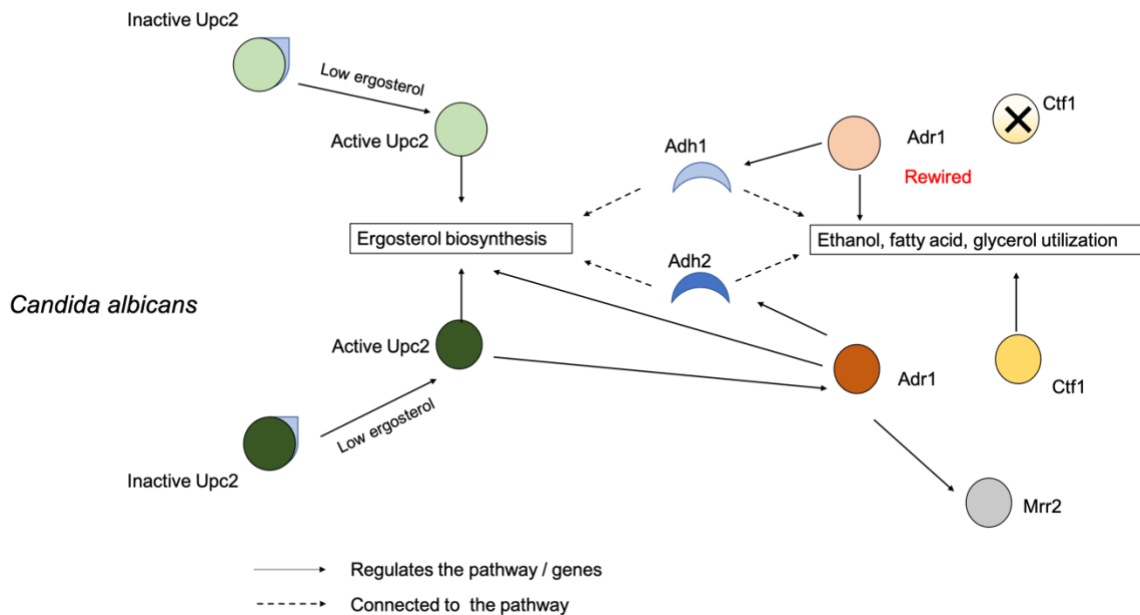 Inactive Upc2
Low ergosterol
Active Upc2
Ctf1
Adh1
Adr1
Rewired
Ergosterol biosynthesis
Ethanol, fatty acid, glycerol utilization
Adh2
Candida albicans
Active Upc2
Adr1
Ctf1
Low ergosterol
Inactive Upc2
Mrr2
Regulates the pathway / genes
Connected to the pathway